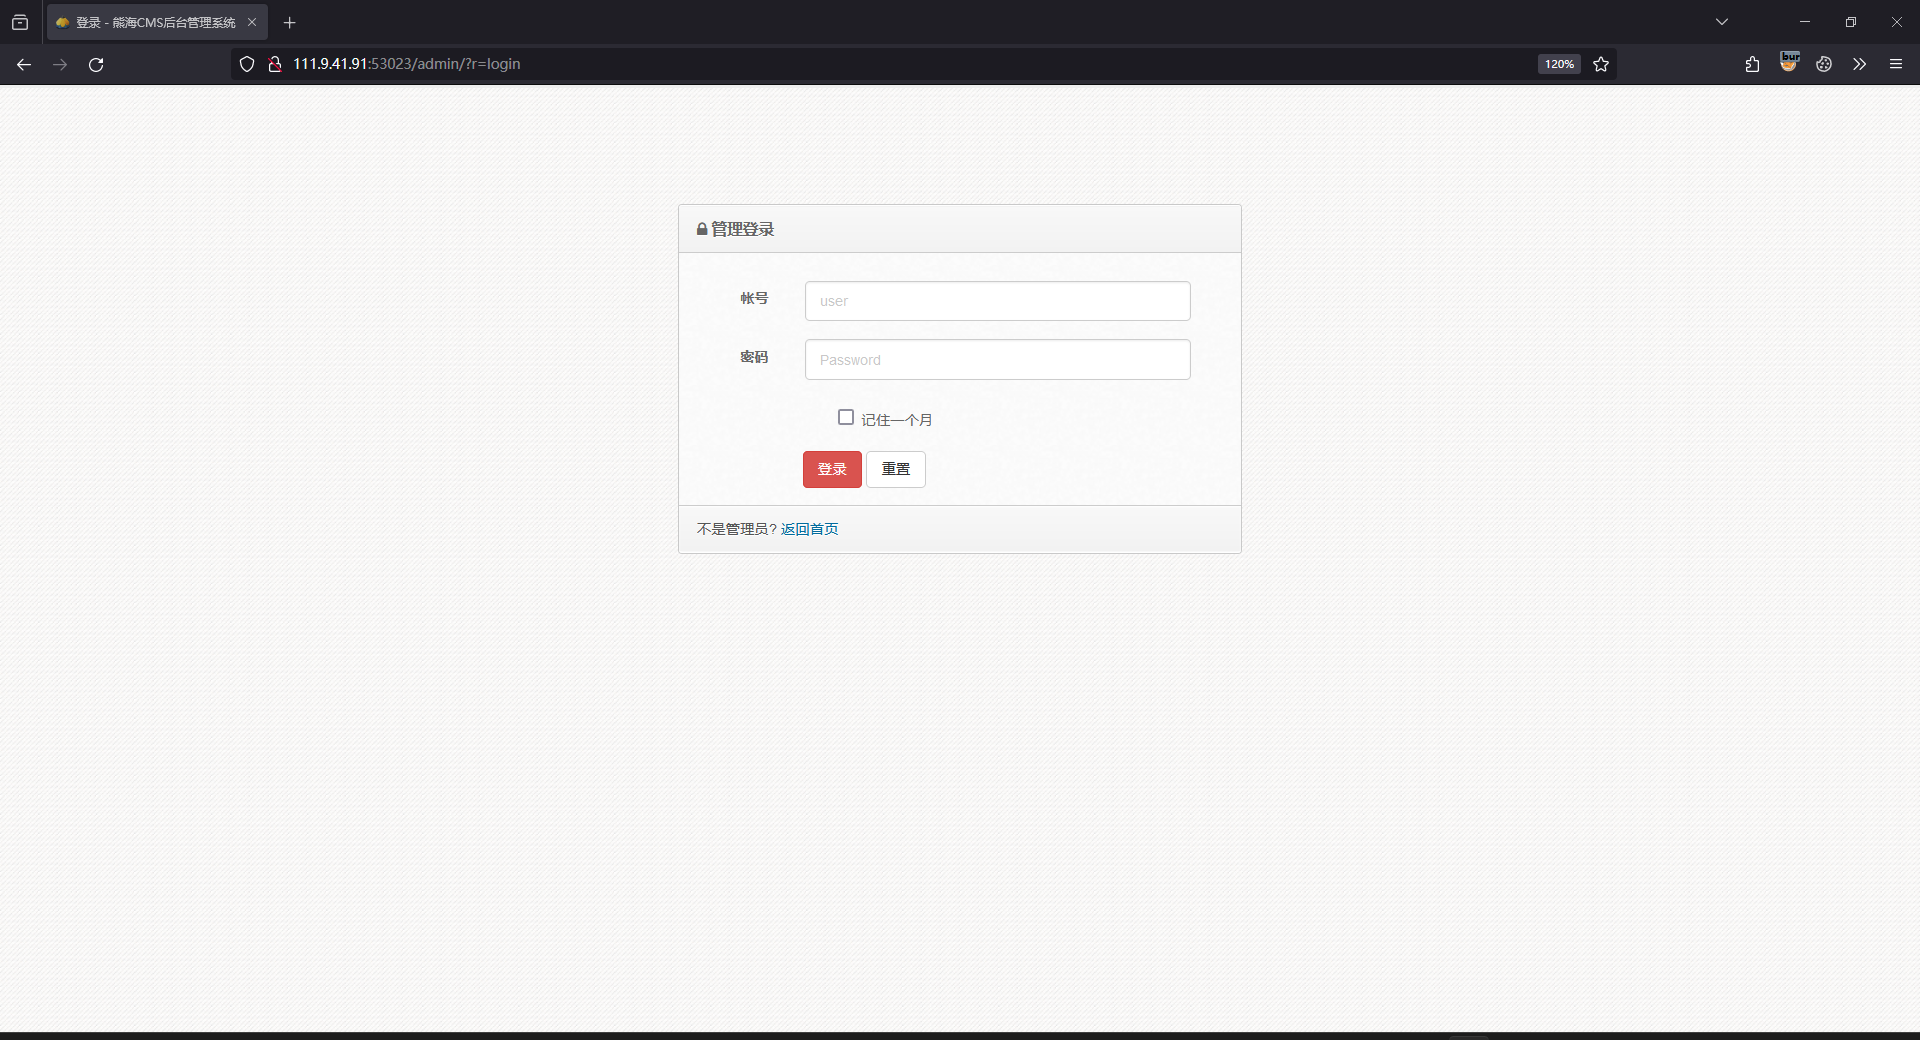 登录 - 熊海CMS后台管理系统
111.9.41.91:53023/admin/?r=login
120%
bur
管理登录
帐号
user
密码
Password
记住一个月
登录 重置
不是管理员? 返回首页